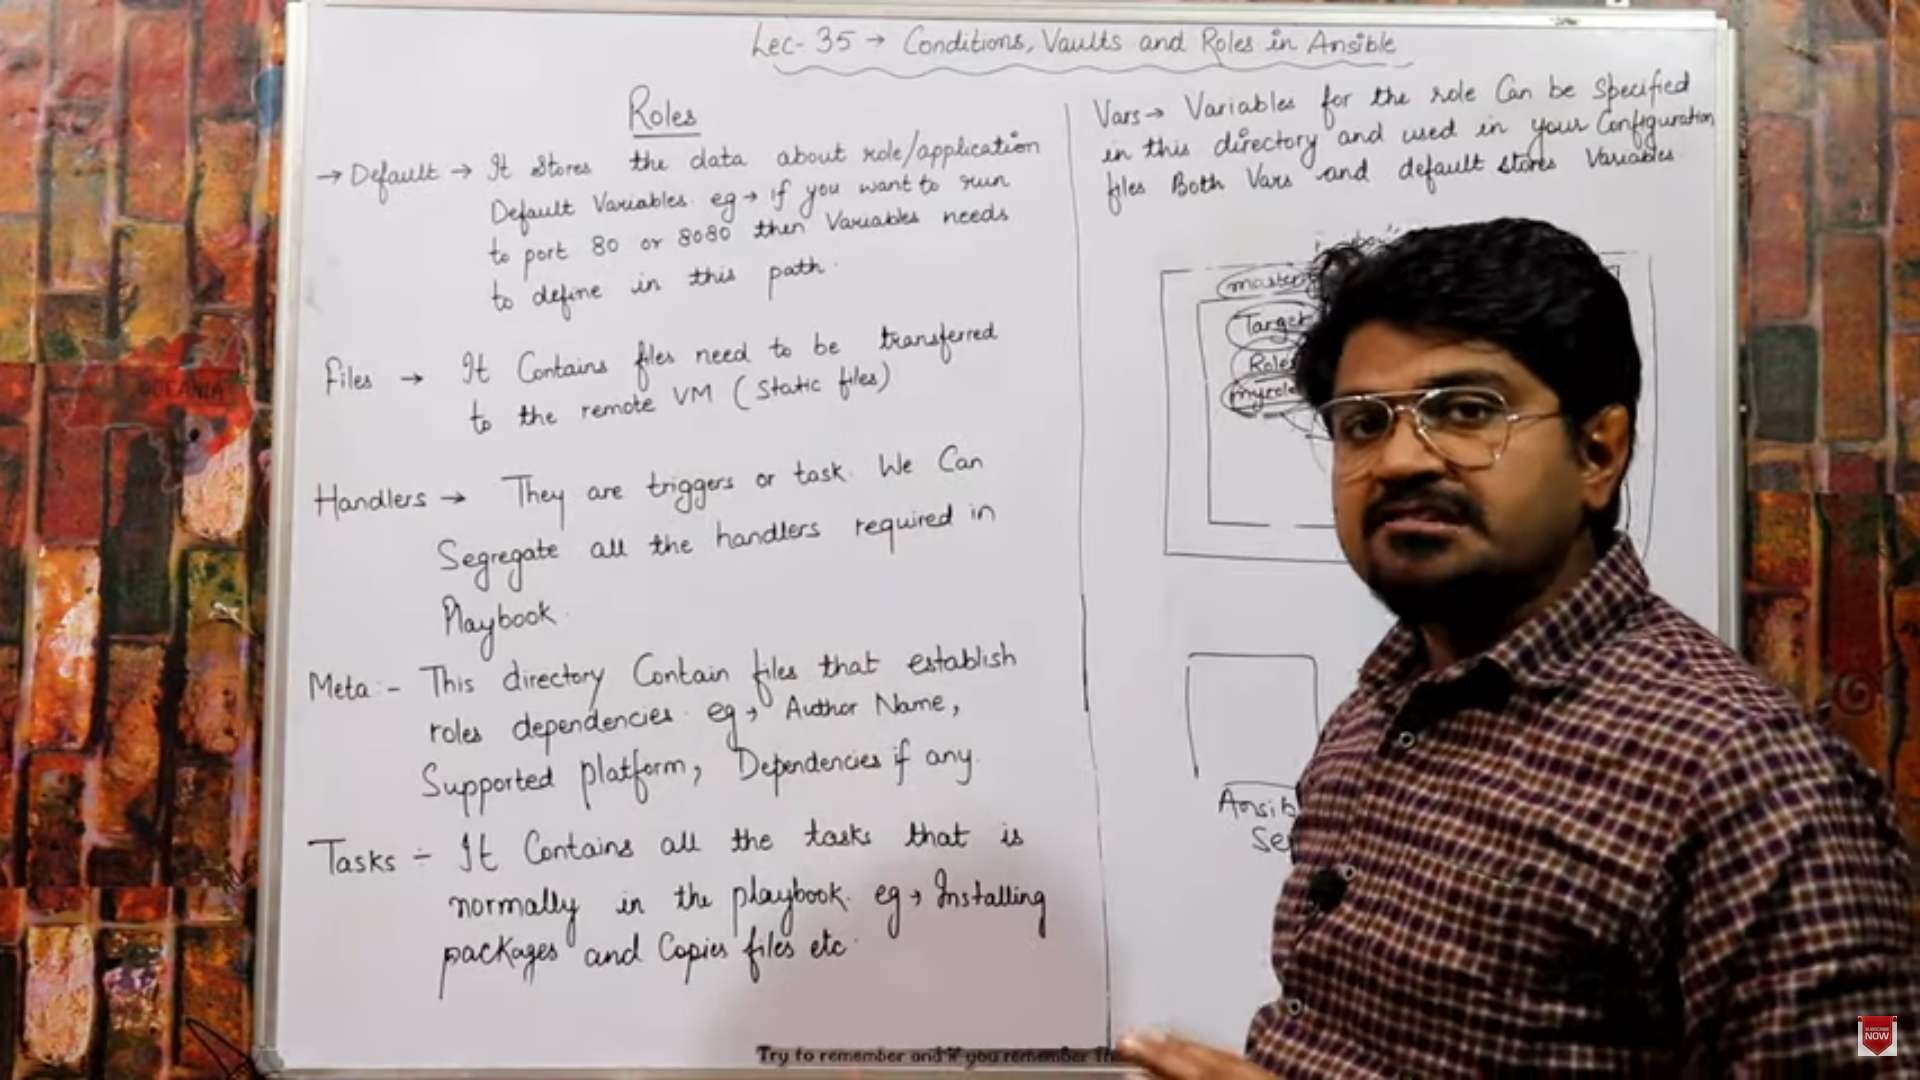 Lec-35 → Conditions, Vaults and Roles in Ansible
Roles
→ Default → It stores the data about role/application
Default Variables. eg → if you want to run
to port 80 or 8080 then Variables needs
to define in this path.
Files → It Contains files need to be transferred
to the remote VM (Static files)
Handlers → They are triggers or task. We Can
Segregate all the handlers required in
Playbook.
Meta :- This directory Contain files that establish
roles dependencies. eg → Author Name,
Supported platform, Dependencies if any.
Tasks ÷ It Contains all the tasks that is
normally in the playbook. eg → Installing
packages and Copies files etc.
Vars → Variables for the role Can be Specified
in this directory and used in your Configuration
files Both Vars and default stores Variables.
master
Target
Roles
myrole
Ansib
Se
Try to remember and if you remember
SUBSCRIBE
NOW